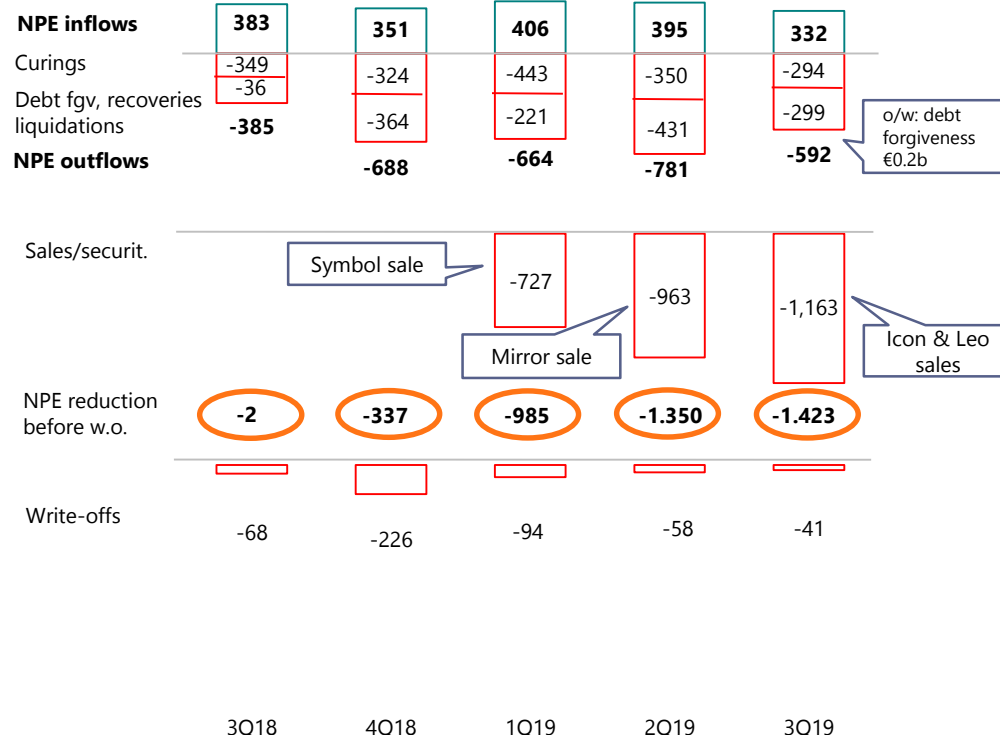 NPE inflows
383
351
406
395
332
Curings
-349
-324
-443
-350
-294
-36
Debt fgv, recoveries
liquidations
-364
-221
-431
-299
o/w: debt
forgiveness
€0.2b
-385
NPE outflows
-688
-664
-781
-592
Sales/securit.
Symbol sale
-727
-963
-1,163
Mirror sale
Icon & Leo
sales
NPE reduction
before w.o.
-2
-337
-985
-1.350
-1.423
Write-offs
-68
-226
-94
-58
-41
3Q18
4Q18
1Q19
2Q19
3Q19